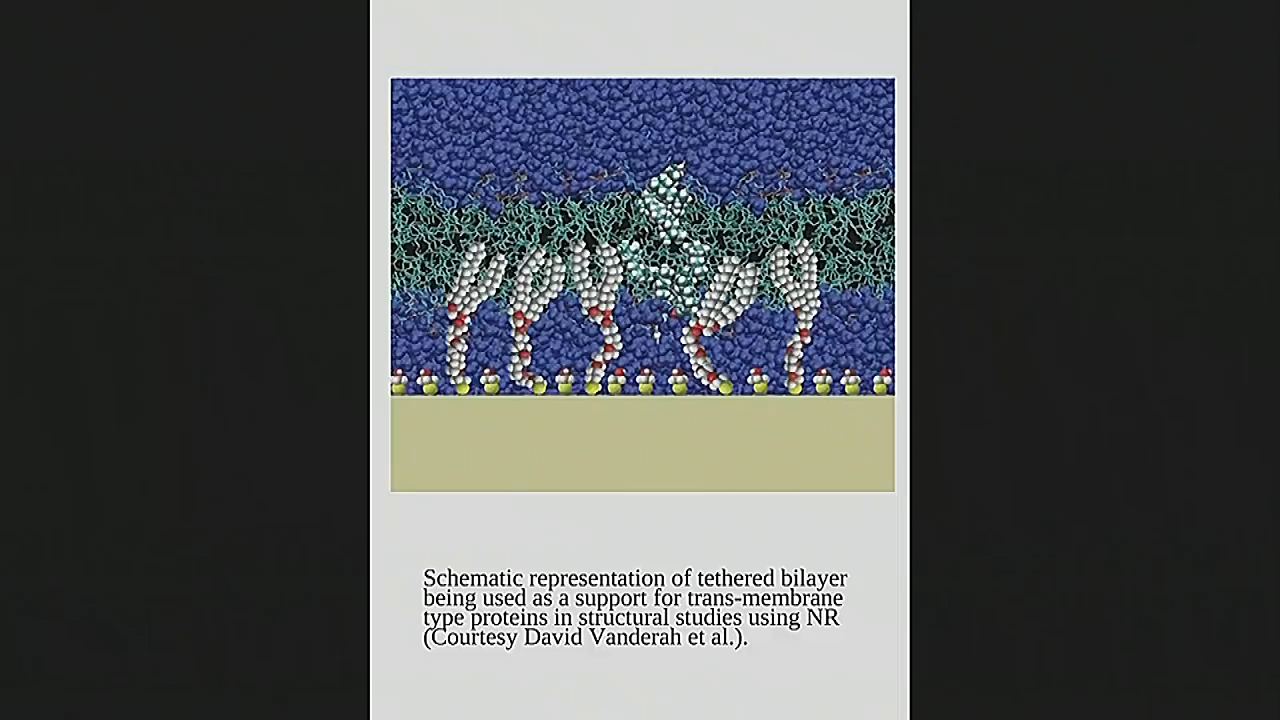 Schematic representation of tethered bilayer
being used as a support for trans-membrane
type proteins in structural studies using NR
(Courtesy David Vanderah et al.).